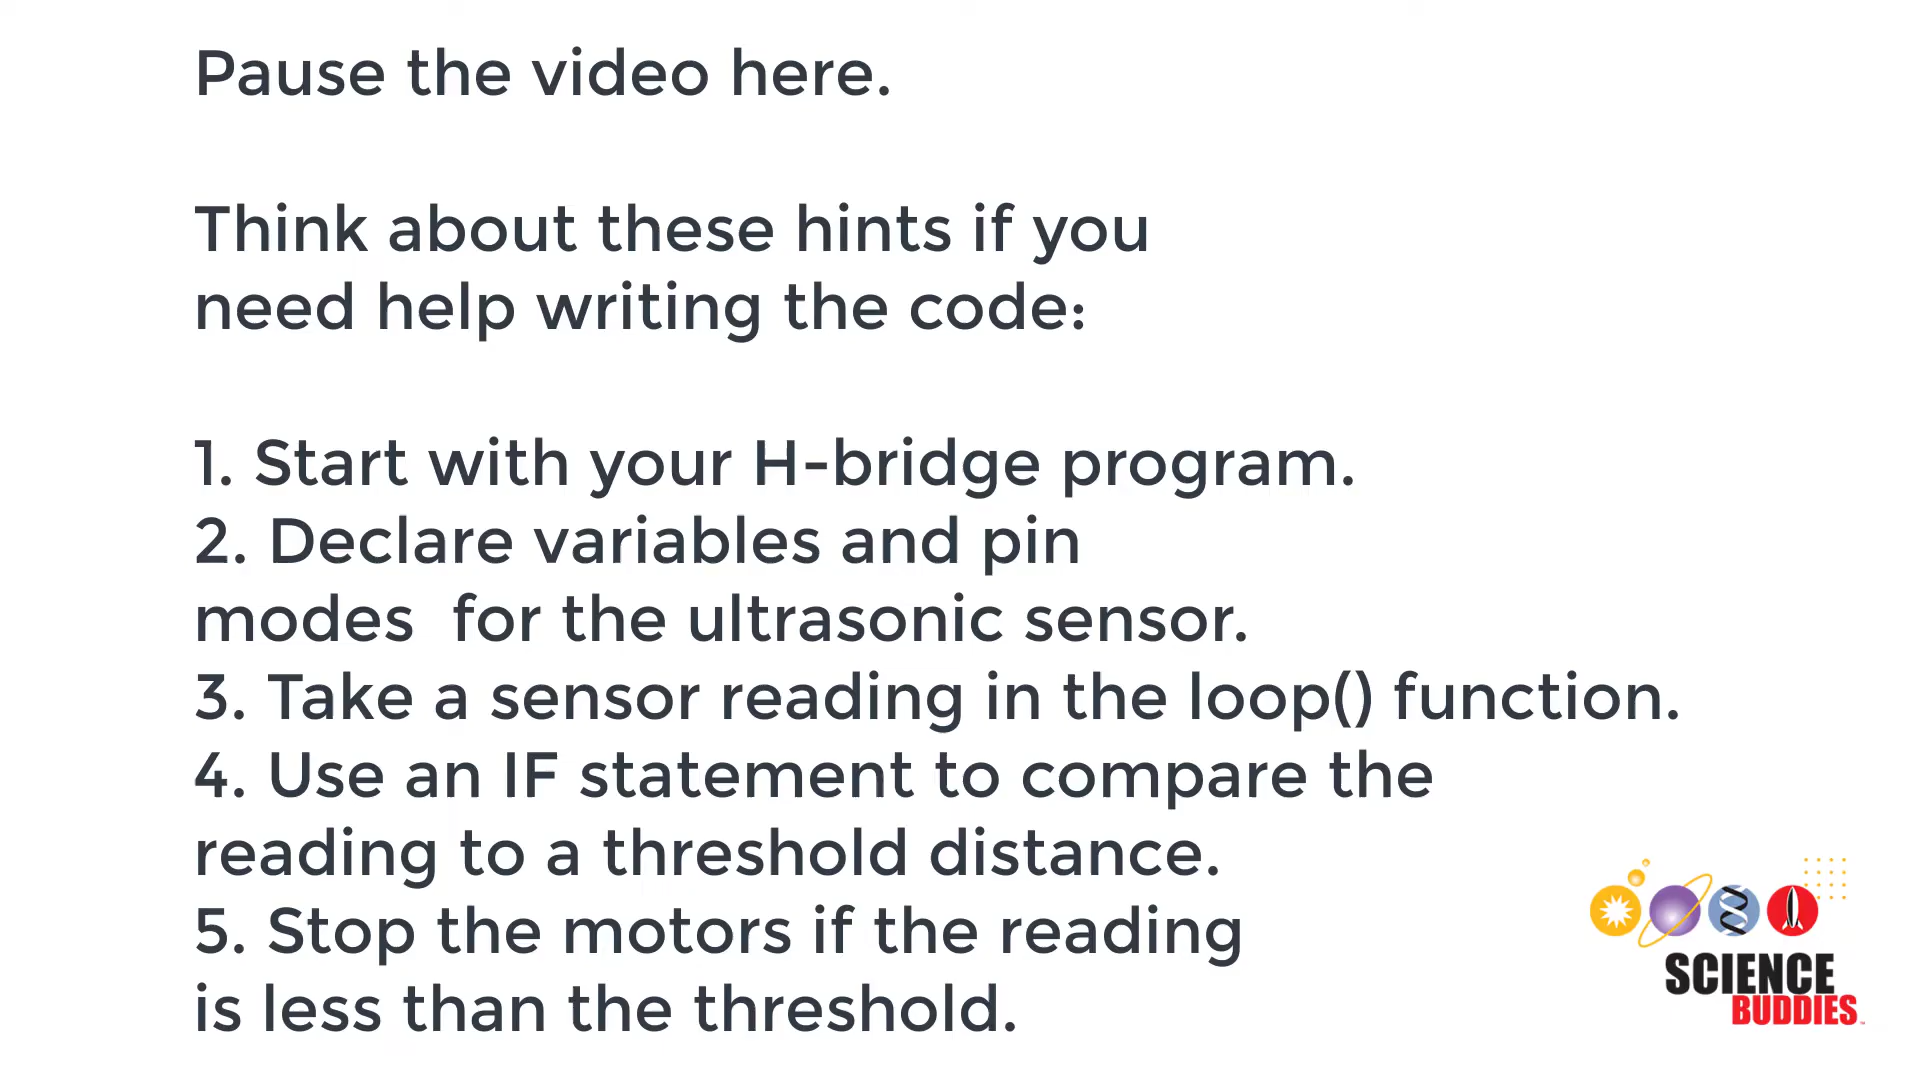 Pause the video here.
Think about these hints if you
need help writing the code:
1. Start with your H-bridge program.
2. Declare variables and pin
modes  for the ultrasonic sensor.
3. Take a sensor reading in the loop() function.
4. Use an IF statement to compare the
reading to a threshold distance.
5. Stop the motors if the reading
is less than the threshold.
SCIENCE
BUDDIES